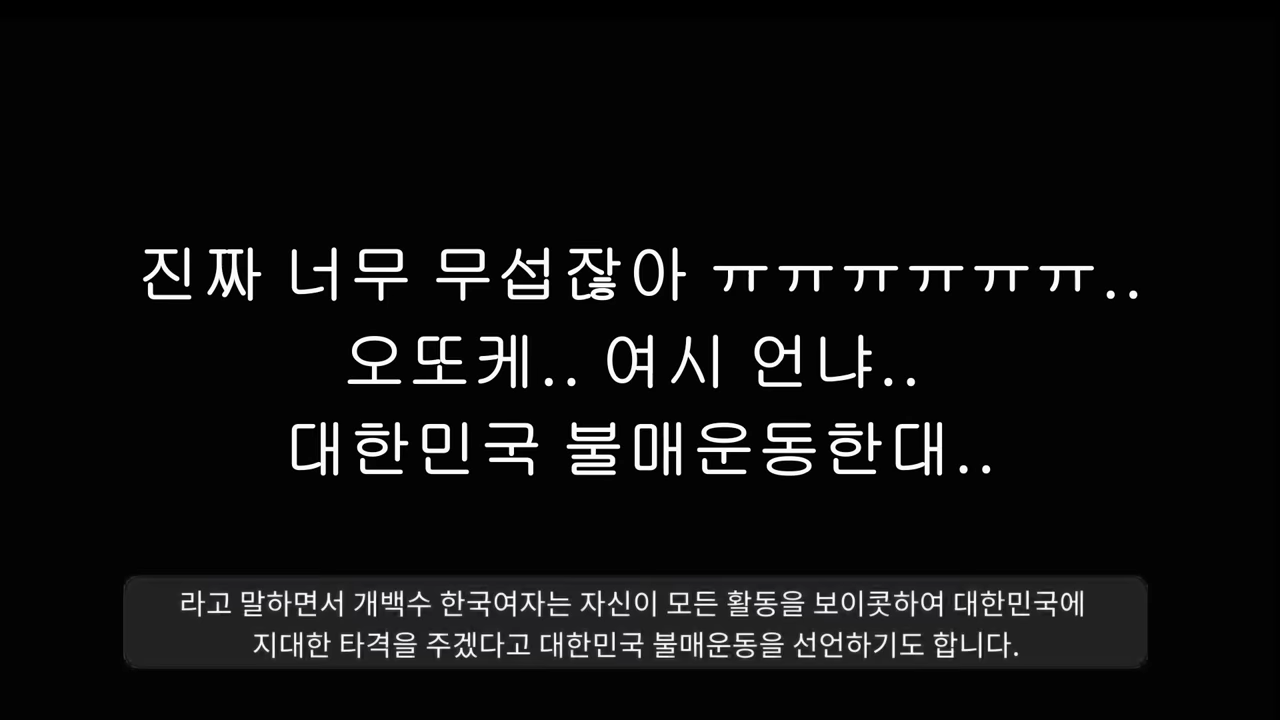 진짜 너무 무섭잖아 ㅠㅠㅠㅠㅠㅠ..
오또케.. 여시 언냐..
대한민국 불매운동한대..
라고 말하면서 개백수 한국여자는 자신이 모든 활동을 보이콧하여 대한민국에
지대한 타격을 주겠다고 대한민국 불매운동을 선언하기도 합니다.